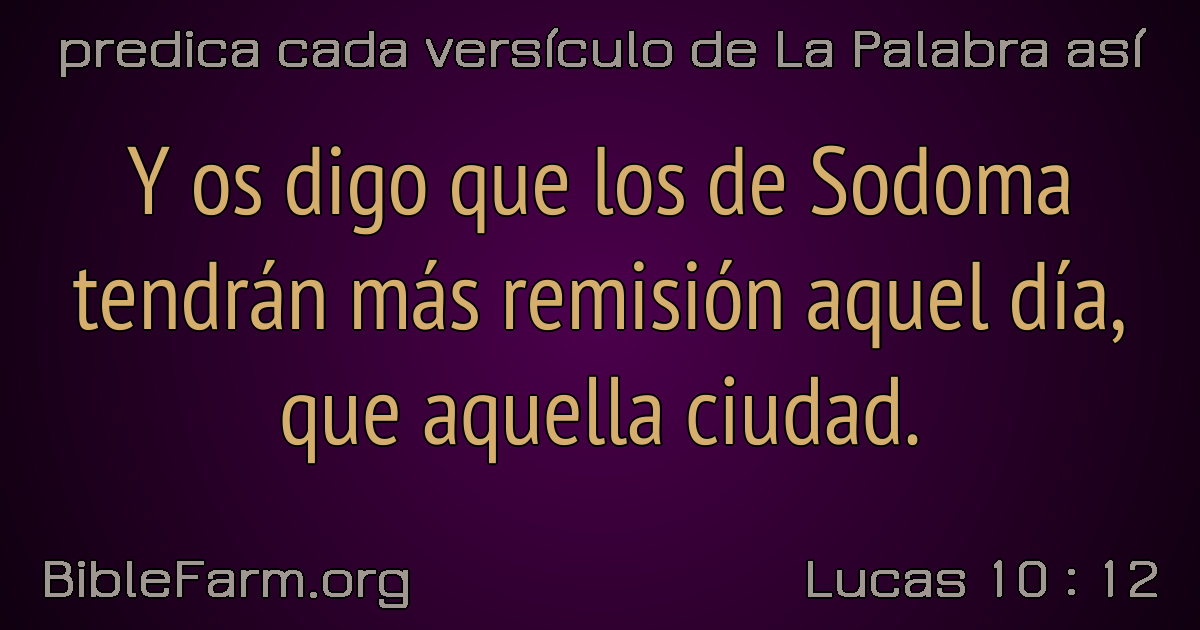 predica cada versículo de La Palabra así
Y os digo que los de Sodoma
tendrán más remisión aquel día,
que aquella ciudad.
BibleFarm.org
Lucas 10 : 12